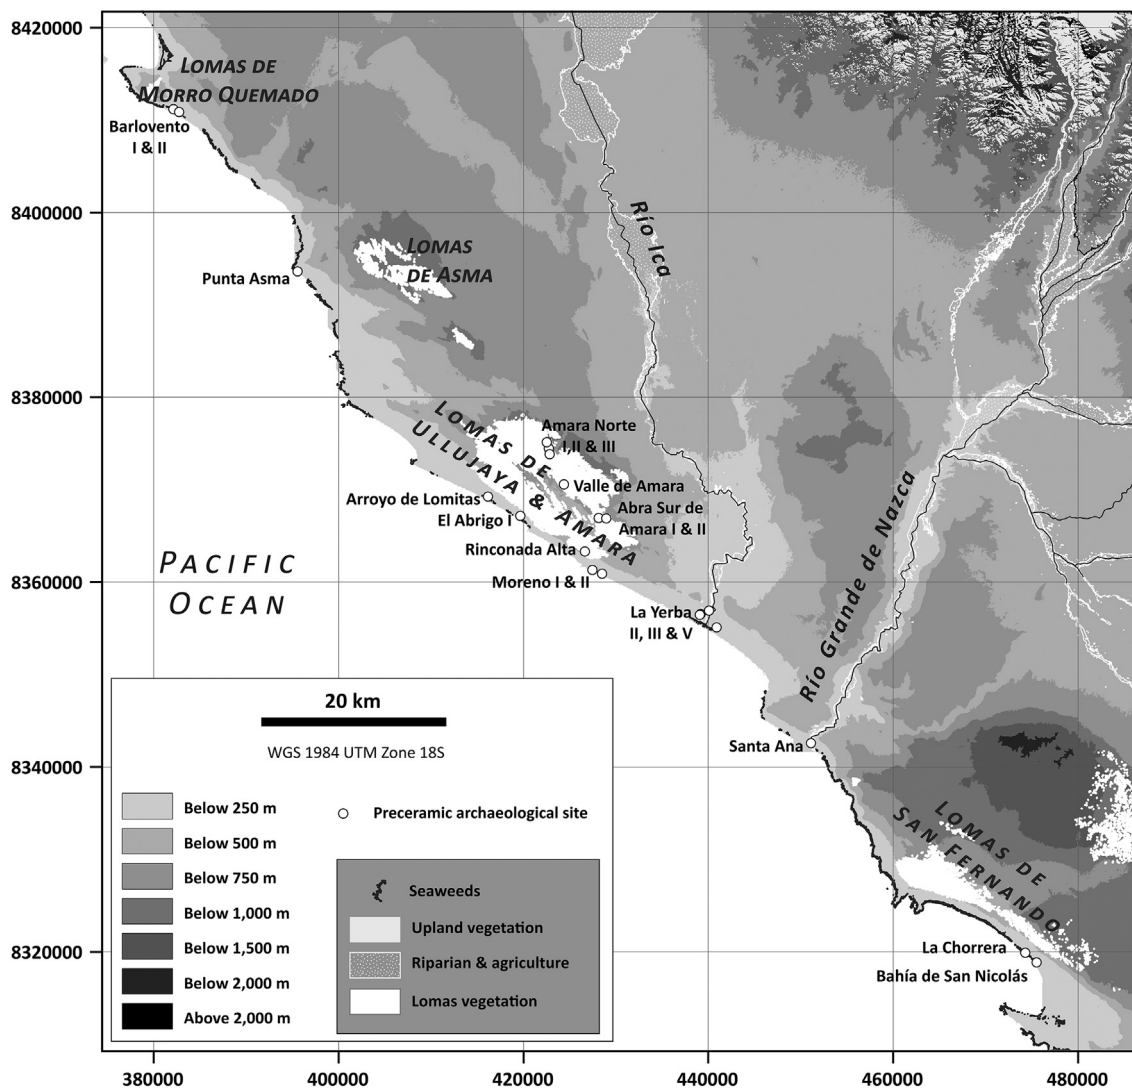 8420000
8400000
8380000
8360000
8340000
8320000
LOMAS DE
MORRO QUEMADO
Barlovento
I & II
Punta Asma
LOMAS
DE ASMA
Río Ica
LOMAS DE
ULLUJAYA & AMARA
Amara Norte
I,II & III
Valle de Amara
Arroyo de Lomitas
El Abrigo I
Abra Sur de
Amara I & II
Rinconada Alta
Moreno I & II
La Yerba
II, III & V
PACIFIC
OCEAN
Río Grande de Nazca
Santa Ana
LOMAS DE
SAN FERNANDO
La Chorrera
Bahía de San Nicolás
20 km
WGS 1984 UTM Zone 18S
Below 250 m
Below 500 m
Below 750 m
Below 1,000 m
Below 1,500 m
Below 2,000 m
Above 2,000 m
Preceramic archaeological site
Seaweeds
Upland vegetation
Riparian & agriculture
Lomas vegetation
380000
400000
420000
440000
460000
480000